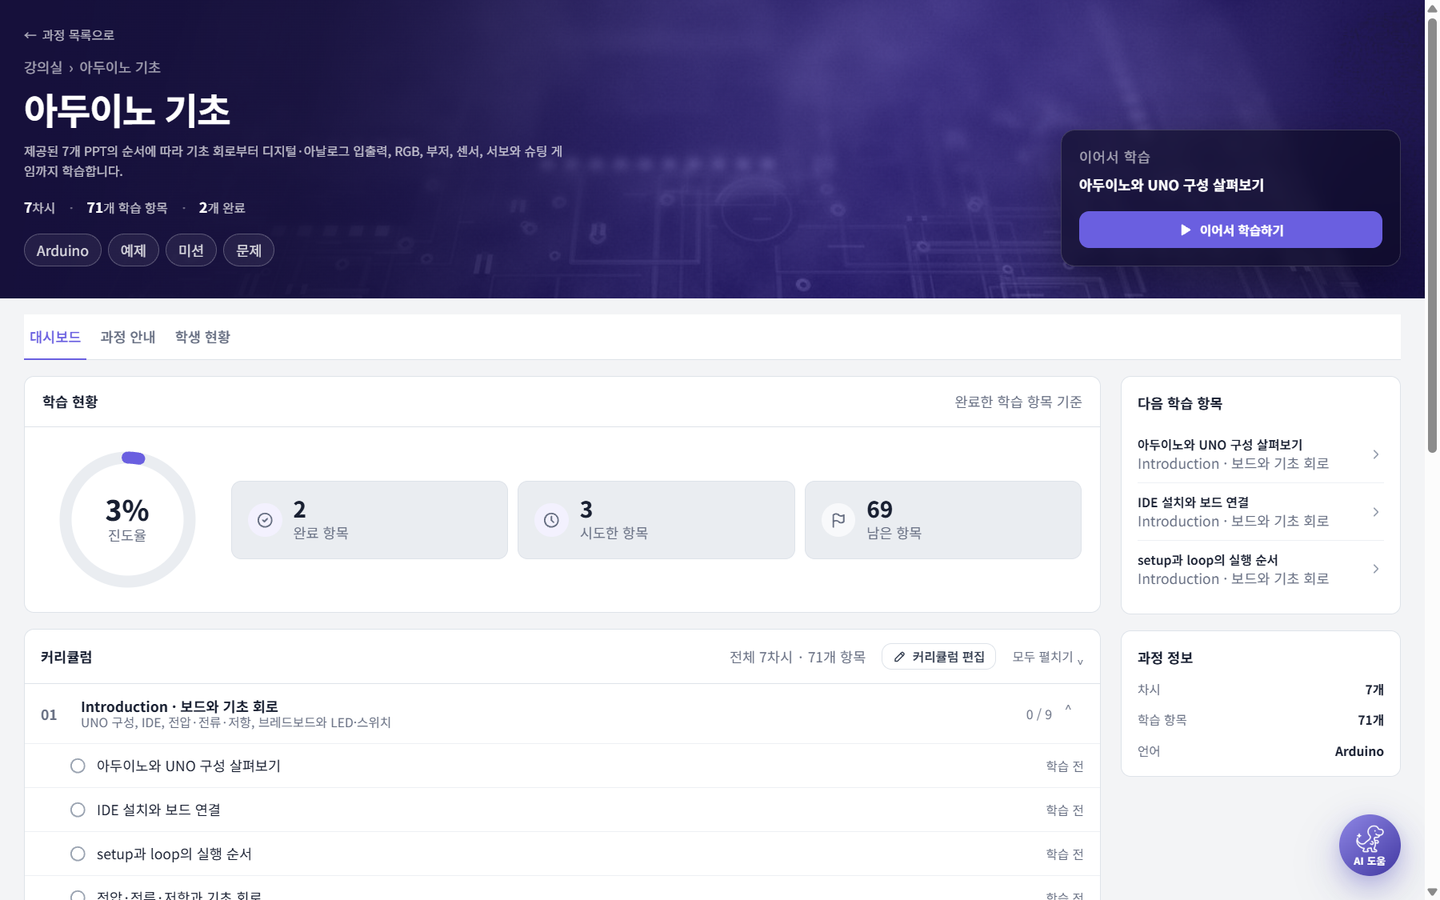 ← 과정 목록으로
강의실 › 아두이노 기초
아두이노 기초
제공된 7개 PPT의 순서에 따라 기초 회로부터 디지털·아날로그 입출력, RGB, 부저, 센서, 서보와 슈팅 게
임까지 학습합니다.
7차시 · 71개 학습 항목 · 2개 완료
Arduino 예제 미션 문제
이어서 학습
아두이노와 UNO 구성 살펴보기
▶ 이어서 학습하기
대시보드 과정 안내 학생 현황
학습 현황 완료한 학습 항목 기준
3%
진도율
2
완료 항목
3
시도한 항목
69
남은 항목
다음 학습 항목
아두이노와 UNO 구성 살펴보기
Introduction · 보드와 기초 회로
IDE 설치와 보드 연결
Introduction · 보드와 기초 회로
setup과 loop의 실행 순서
Introduction · 보드와 기초 회로
커리큘럼 전체 7차시 · 71개 항목 커리큘럼 편집 모두 펼치기
01 Introduction · 보드와 기초 회로 0 / 9
UNO 구성, IDE, 전압·전류·저항, 브레드보드와 LED·스위치
아두이노와 UNO 구성 살펴보기 학습 전
IDE 설치와 보드 연결 학습 전
setup과 loop의 실행 순서 학습 전
전압·전류·저항과 기초 회로 학습 전
과정 정보
차시 7개
학습 항목 71개
언어 Arduino
AI 도움